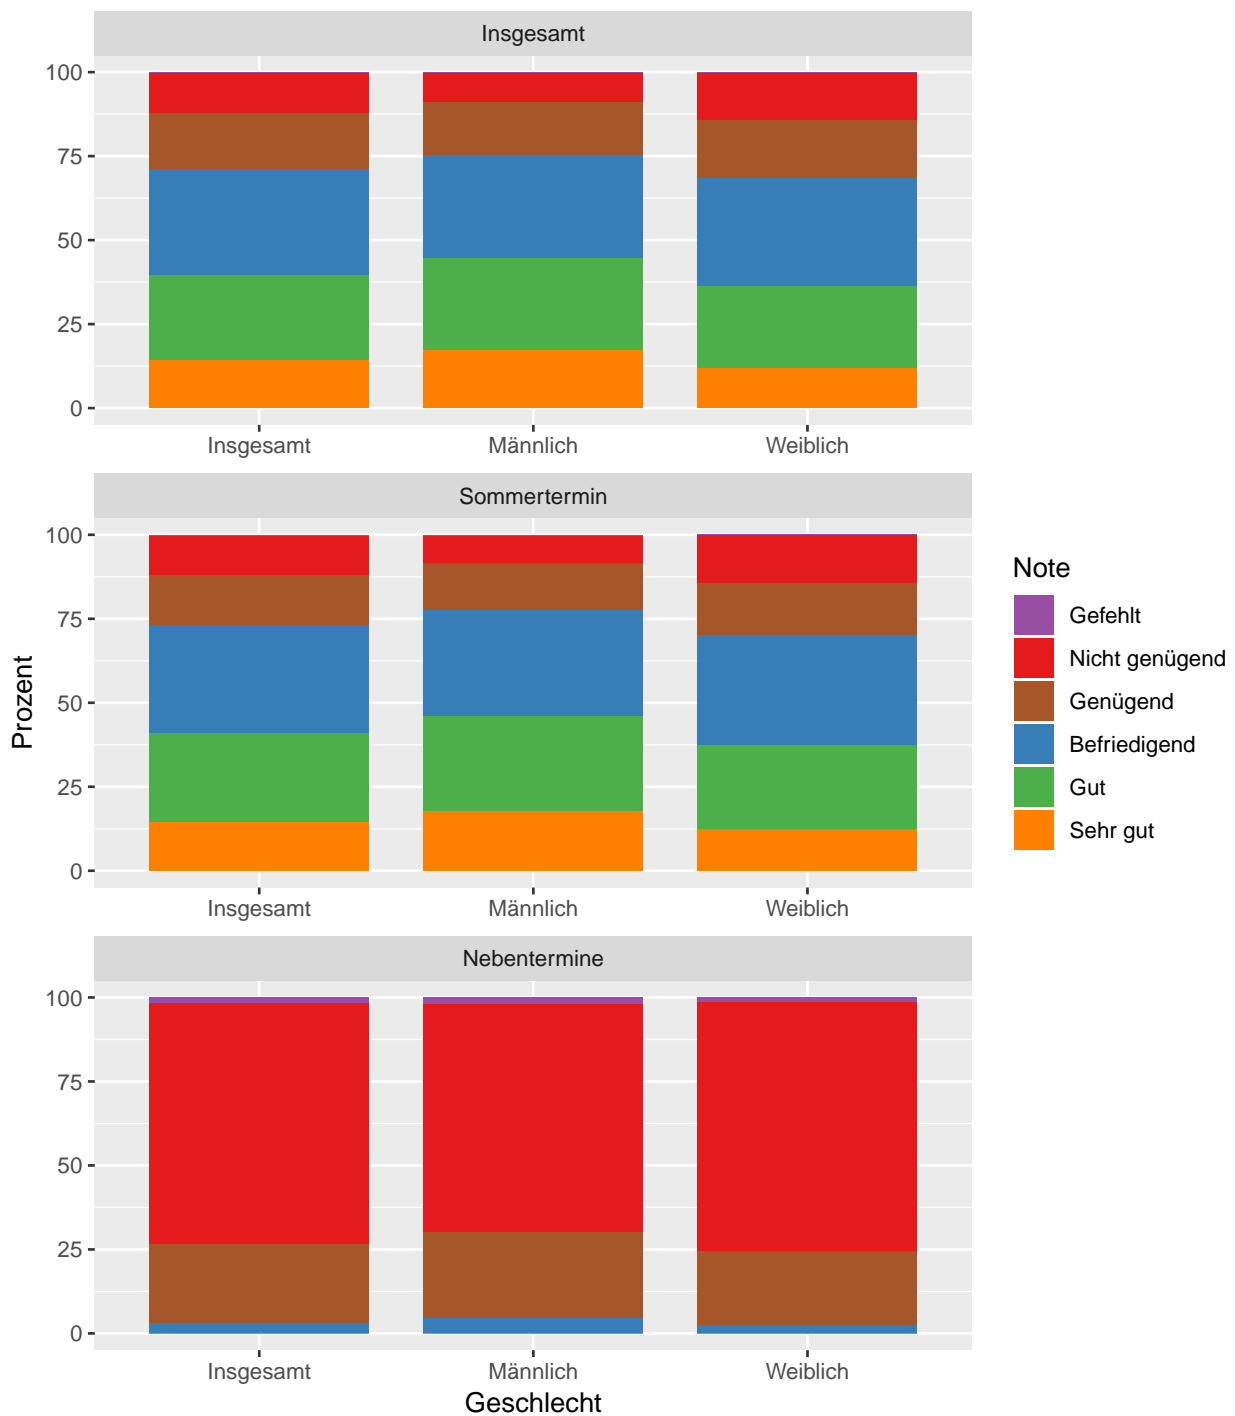 Insgesamt
100
75
50
25
0
Insgesamt Männlich Weiblich
Sommertermin
100
75
50
25
0
Insgesamt Männlich Weiblich
Nebentermine
100
75
50
25
0
Insgesamt Männlich Weiblich
Geschlecht
Prozent
Note
Gefehlt
Nicht genügend
Genügend
Befriedigend
Gut
Sehr gut